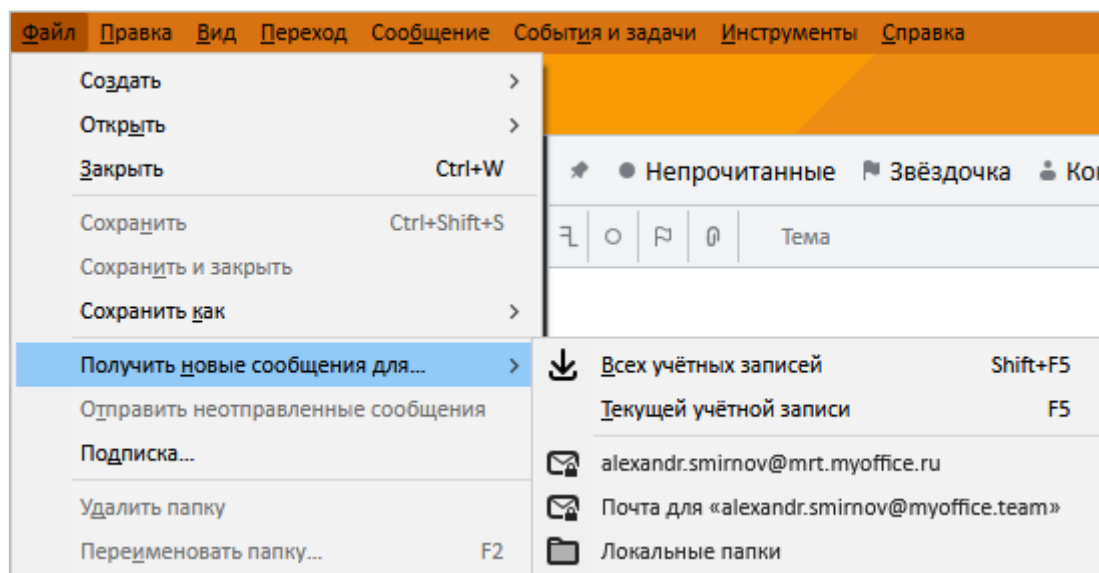 Файл Правка Вид Переход Сообщение События и задачи Инструменты Справка
Создать
Открыть
Закрыть Ctrl+W
Непрочитанные Звёздочка
Сохранить Ctrl+Shift+S
Тема
Сохранить и закрыть
Сохранить как
Получить новые сообщения для...
Всех учётных записей Shift+F5
Отправить неотправленные сообщения
Текущей учётной записи F5
Подписка...
alexandr.smirnov@mrt.myoffice.ru
Удалить папку
Почта для «alexandr.smirnov@myoffice.team»
Переименовать папку... F2
Локальные папки